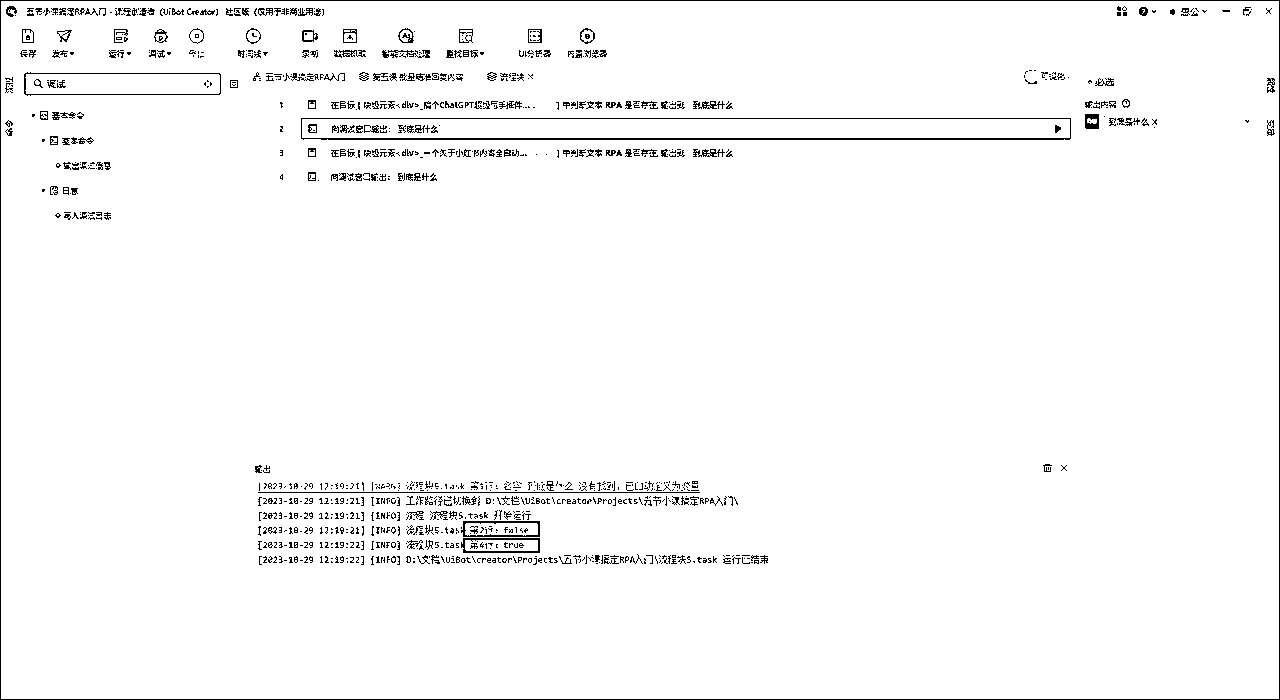 五节小课搞定RPA入门 - 流程创造者 (UiBot Creator) 社区版 (仅用于非商业用途)
愚公
保存 发布 运行 调试 停止 时间线 录制 数据抓取 智能文档处理 查找目标 UI分析器 内置浏览器
调试
五节小课搞定RPA入门 第五课 批量结准回复内容 流程块 ×
可视化
必选
基本命令
1 在目标 [ 块级元素<div>_搞个ChatGPT超级写手插件... ] 中判断文本 RPA 是否存在, 输出到 到底是什么
输出内容
基本命令
2 向调试窗口输出: 到底是什么
到底是什么
输出调试信息
3 在目标 [ 块级元素<div>_一个关于小红书内容全自动... ] 中判断文本 RPA 是否存在, 输出到 到底是什么
日志
4 向调试窗口输出: 到底是什么
写入调试日志
输出
[2023-10-29 12:19:21] [WARN] 流程块5.task 第1行: 名字 到底是什么 没有找到, 已自动定义为变量
[2023-10-29 12:19:21] [INFO] 工作路径已切换到 D:\文档\UiBot\creator\Projects\五节小课搞定RPA入门\
[2023-10-29 12:19:21] [INFO] 流程 流程块5.task 开始运行
[2023-10-29 12:19:21] [INFO] 流程块5.task 第2行: false
[2023-10-29 12:19:22] [INFO] 流程块5.task 第4行: true
[2023-10-29 12:19:22] [INFO] D:\文档\UiBot\creator\Projects\五节小课搞定RPA入门\流程块5.task 运行已结束